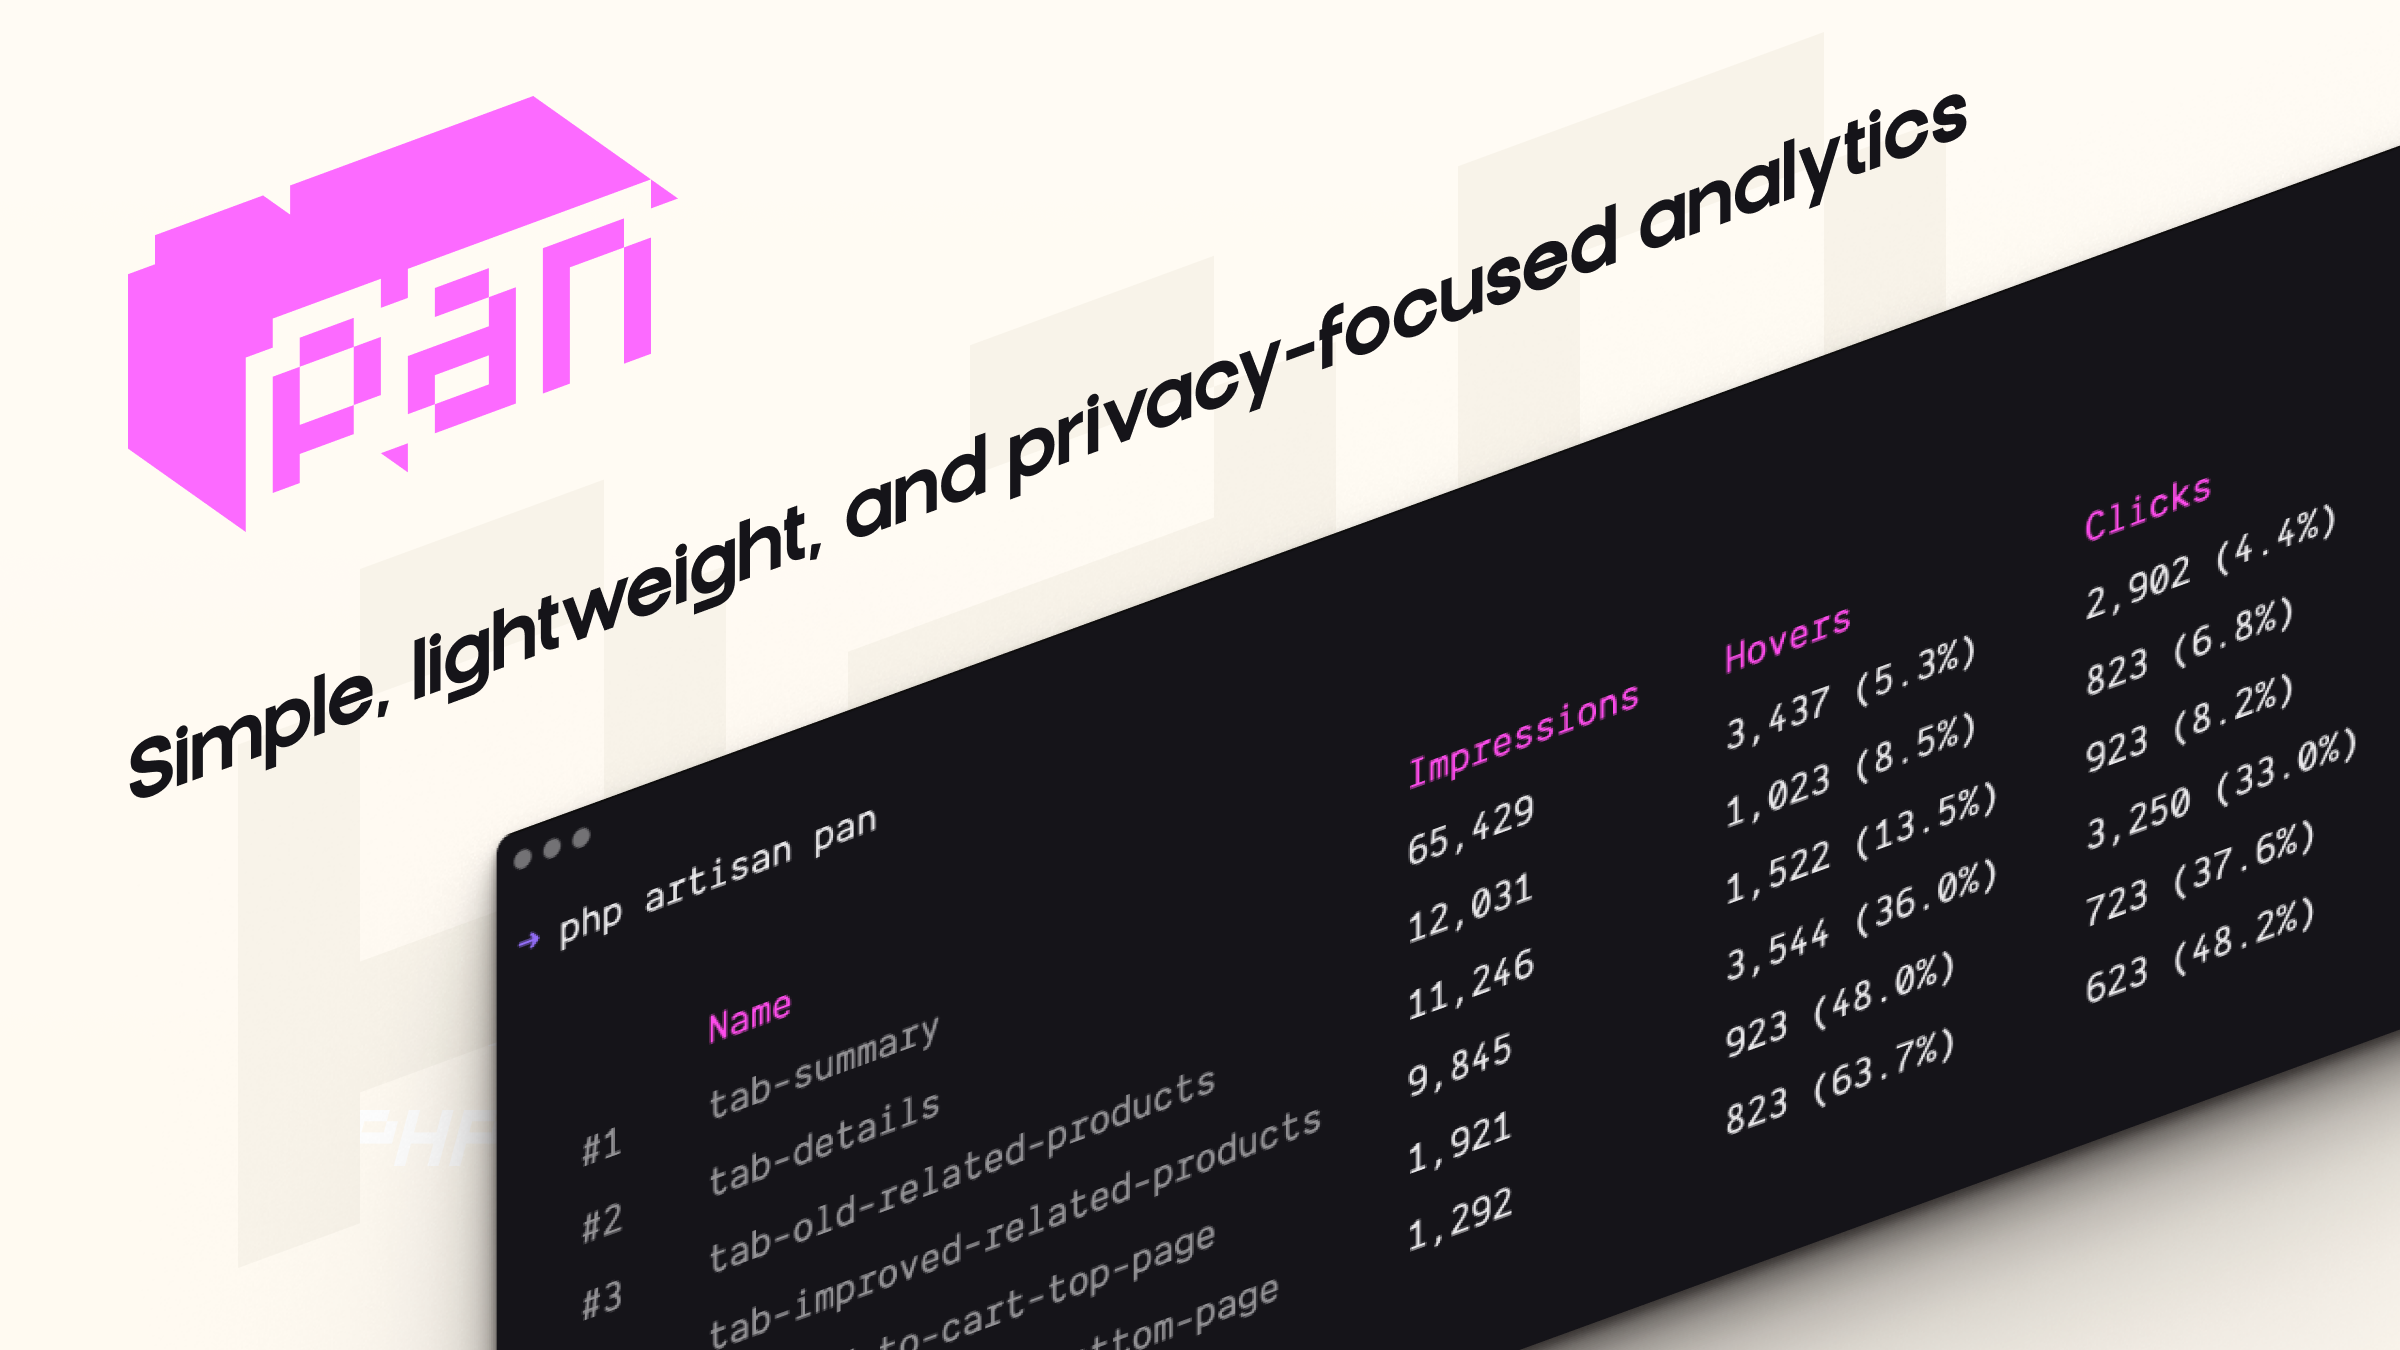 pan
Simple, lightweight, and privacy-focused analytics
➜ php artisan pan
Name Impressions Hovers Clicks
#1 tab-summary 65,429 3,437 (5.3%) 2,902 (4.4%)
#2 tab-details 12,031 1,023 (8.5%) 823 (6.8%)
#3 tab-old-related-products 11,246 1,522 (13.5%) 923 (8.2%)
tab-improved-related-products 9,845 3,544 (36.0%) 3,250 (33.0%)
to-cart-top-page 1,921 923 (48.0%) 723 (37.6%)
ttom-page 1,292 823 (63.7%) 623 (48.2%)